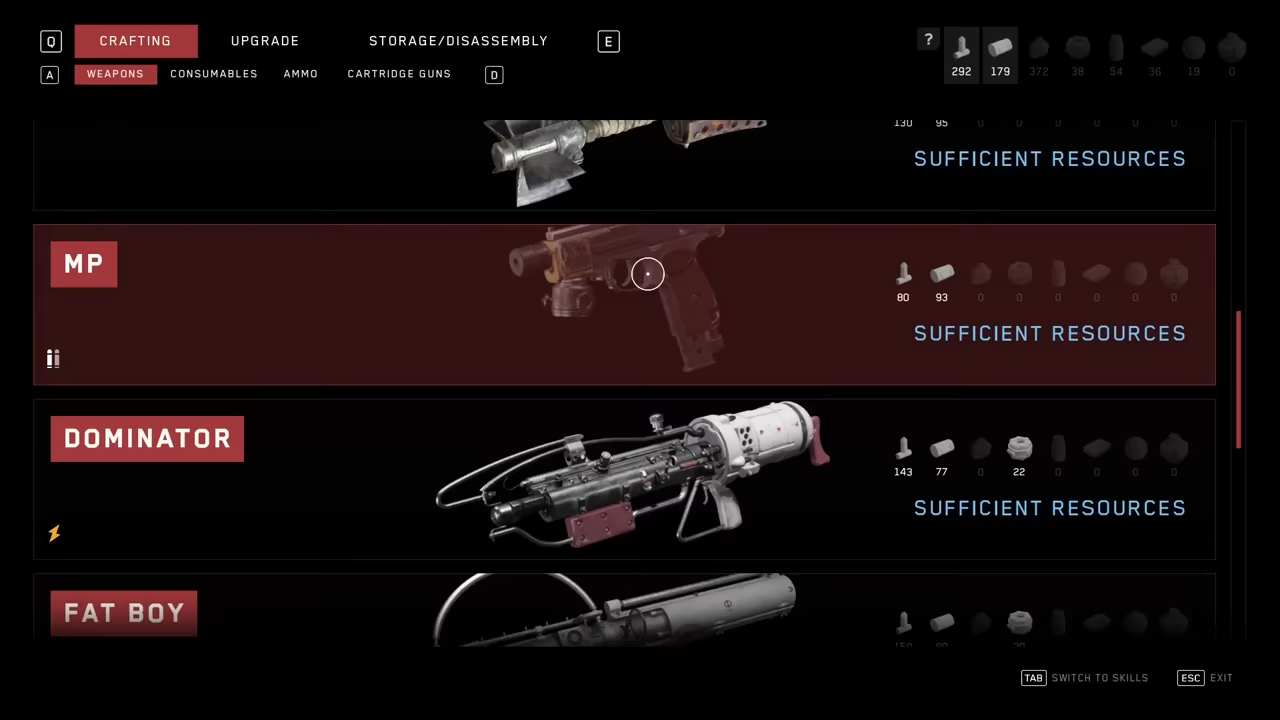 Q CRAFTING UPGRADE STORAGE/DISASSEMBLY E ?
A WEAPONS CONSUMABLES AMMO CARTRIDGE GUNS D
292 179 372 38 54 36 19 0
130 95 0 0 0 0 0 0
SUFFICIENT RESOURCES
MP
80 93 0 0 0 0 0 0
SUFFICIENT RESOURCES
DOMINATOR
143 77 0 22 0 0 0 0
SUFFICIENT RESOURCES
FAT BOY
TAB SWITCH TO SKILLS ESC EXIT